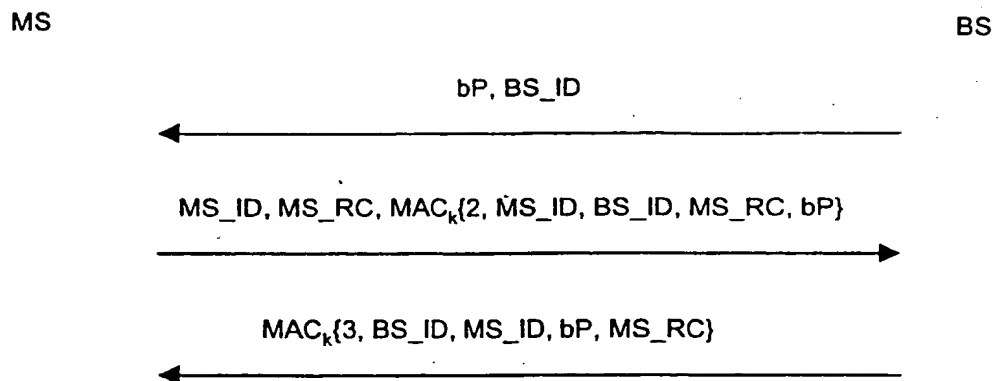 MS
BS
bP, BS_ID
MS_ID, MS_RC, MACk{2, MS_ID, BS_ID, MS_RC, bP}
MACk{3, BS_ID, MS_ID, bP, MS_RC}